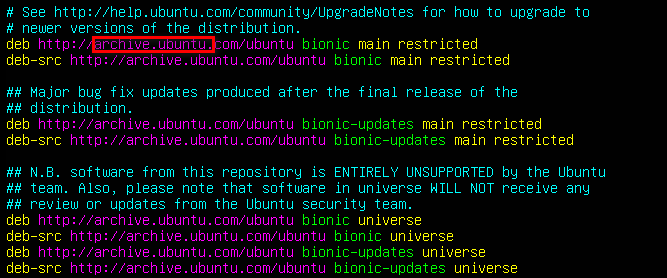 # See http://help.ubuntu.com/community/UpgradeNotes for how to upgrade to
# newer versions of the distribution.
deb http://archive.ubuntu.com/ubuntu bionic main restricted
deb-src http://archive.ubuntu.com/ubuntu bionic main restricted
## Major bug fix updates produced after the final release of the
## distribution.
deb http://archive.ubuntu.com/ubuntu bionic-updates main restricted
deb-src http://archive.ubuntu.com/ubuntu bionic-updates main restricted
## N.B. software from this repository is ENTIRELY UNSUPPORTED by the Ubuntu
## team. Also, please note that software in universe WILL NOT receive any
## review or updates from the Ubuntu security team.
deb http://archive.ubuntu.com/ubuntu bionic universe
deb-src http://archive.ubuntu.com/ubuntu bionic universe
deb http://archive.ubuntu.com/ubuntu bionic-updates universe
deb-src http://archive.ubuntu.com/ubuntu bionic-updates universe